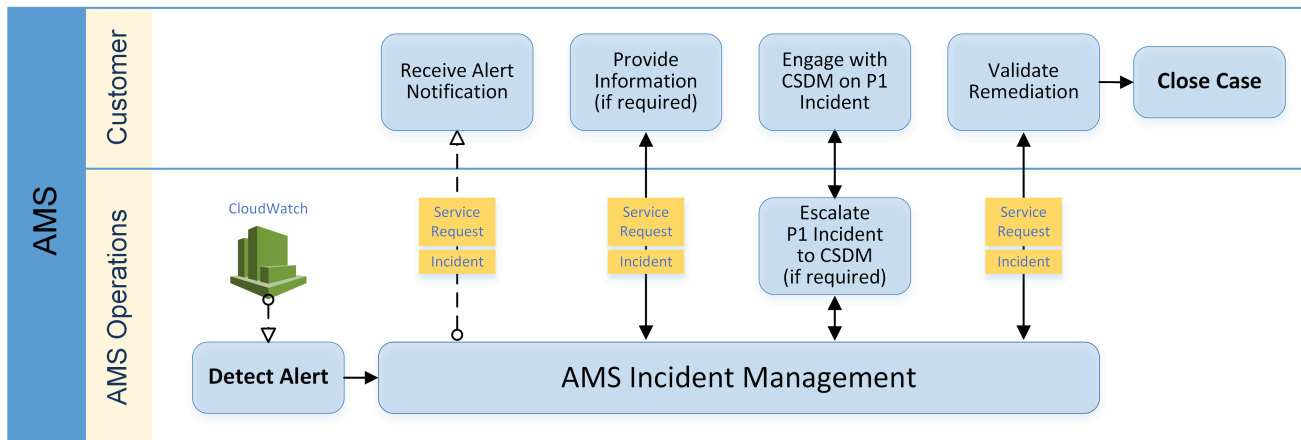 AMS
Customer
AMS Operations
Receive Alert
Notification
Provide
Information
(if required)
Engage with
CSDM on P1
Incident
Validate
Remediation
Close Case
CloudWatch
Service
Request
Incident
Service
Request
Incident
Escalate
P1 Incident
to CSDM
(if required)
Service
Request
Incident
Detect Alert
AMS Incident Management